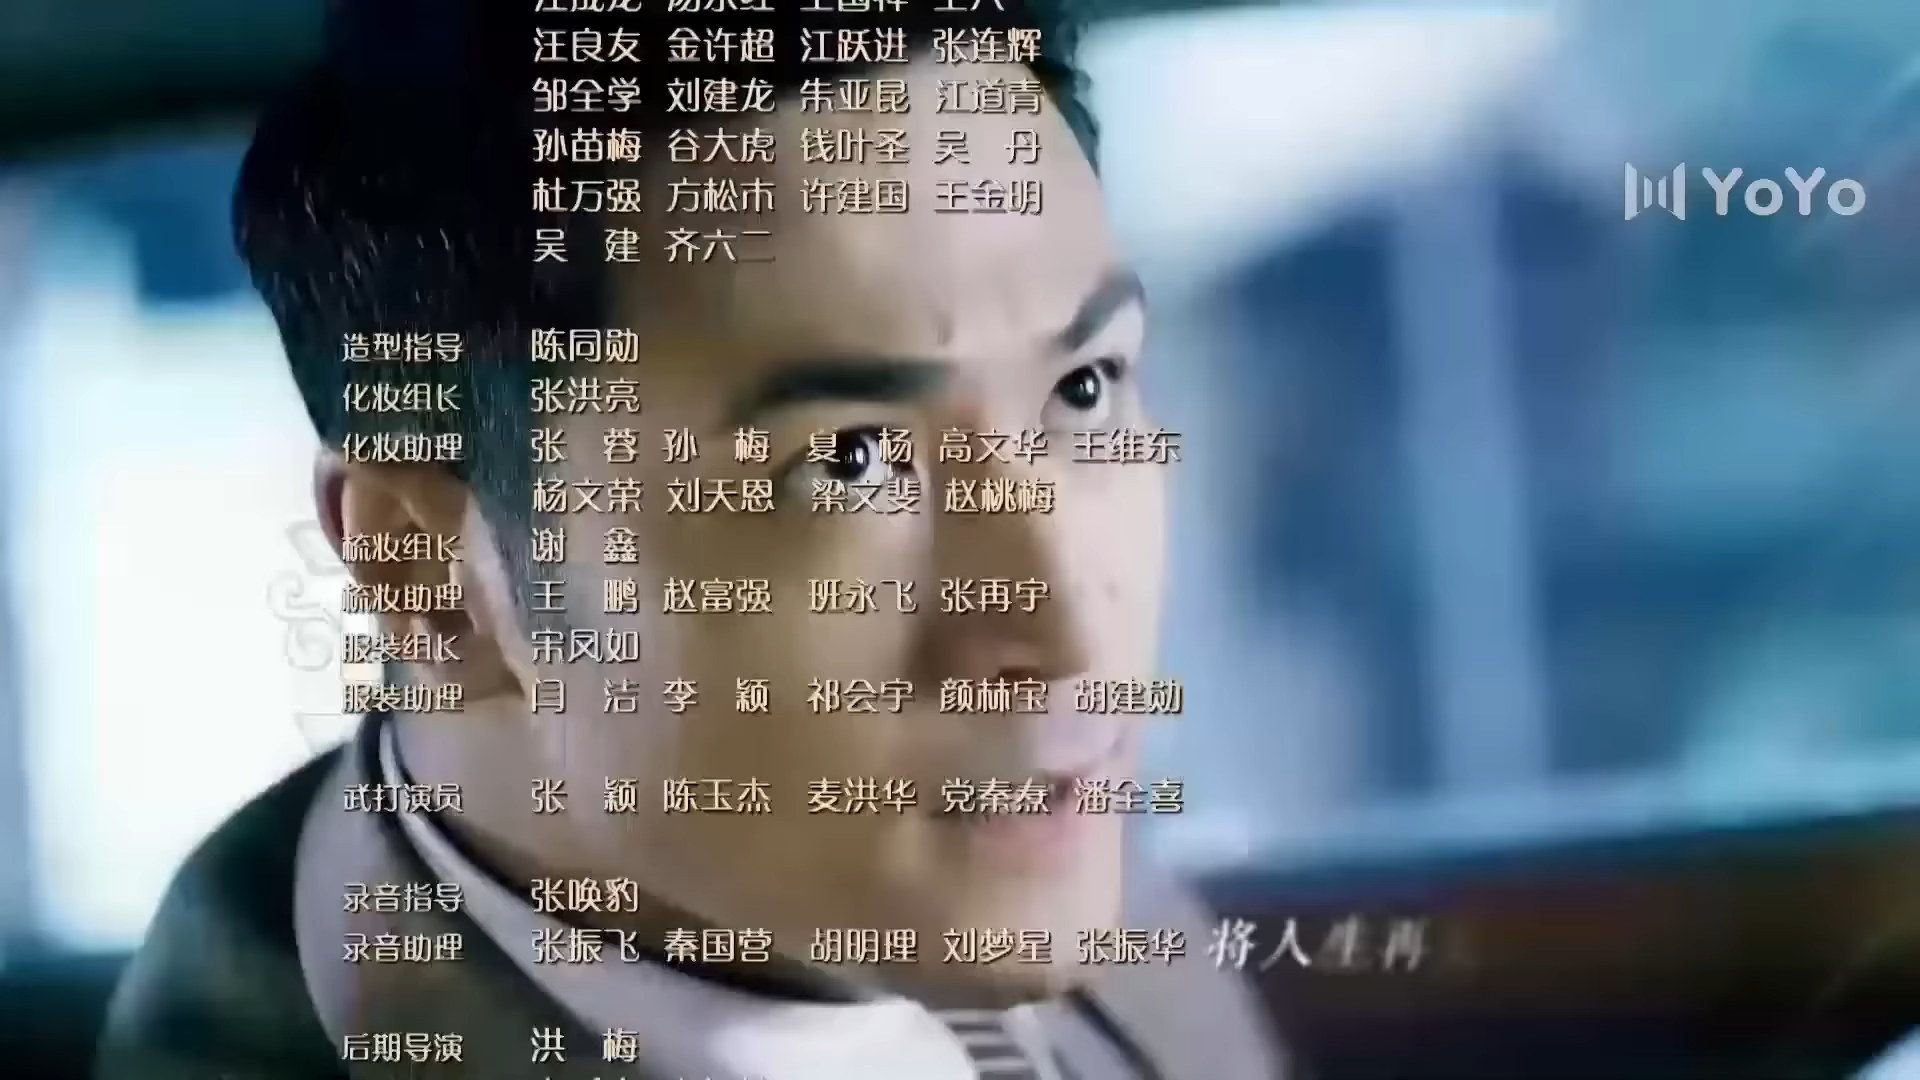 汪良友 金许超 江跃进 张连辉
邹全学 刘建龙 朱亚昆 江道青
孙苗梅 谷大虎 钱叶圣 吴 丹
杜万强 方松市 许建国 王金明
吴 建 齐六二
YoYo
造型指导 陈同勋
化妆组长 张洪亮
化妆助理 张 蓉 孙 梅 夏 杨 高文华 王维东
杨文荣 刘天恩 梁文斐 赵桃梅
梳妆组长 谢 鑫
梳妆助理 王 鹏 赵富强 班永飞 张再宇
服装组长 宋凤如
服装助理 闫 洁 李 颖 祁会宇 颜林宝 胡建勋
武打演员 张 颖 陈玉杰 麦洪华 党秦焘 潘全喜
录音指导 张唤豹
录音助理 张振飞 秦国营 胡明理 刘梦星 张振华
将人生再
后期导演 洪 梅